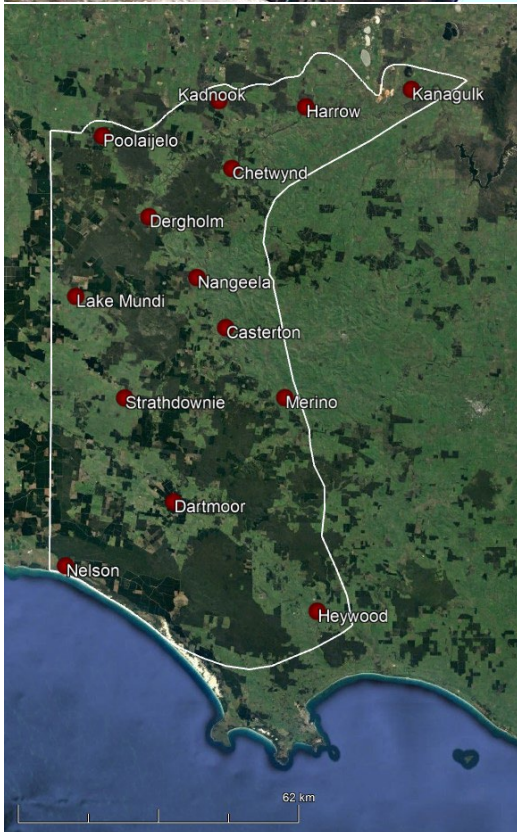 Kadnook
Kanagulk
Harrow
Poolaijelo
Chetwynd
Dergholm
Nangeela
Lake Mundi
Casterton
Strathdownie
Merino
Dartmoor
Nelson
Heywood
62 km